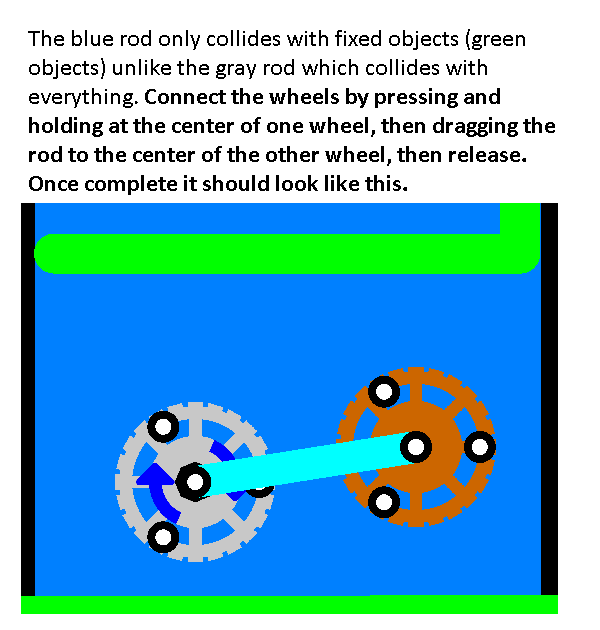 The blue rod only collides with fixed objects (green
objects) unlike the gray rod which collides with
everything. Connect the wheels by pressing and
holding at the center of one wheel, then dragging the
rod to the center of the other wheel, then release.
Once complete it should look like this.